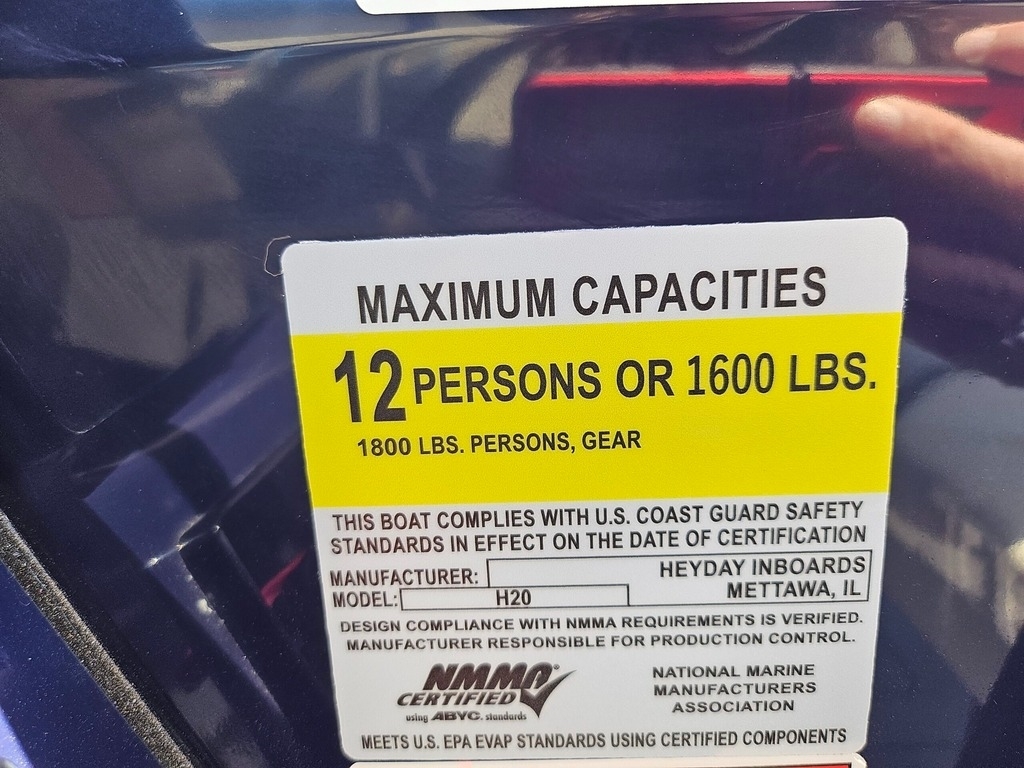 MAXIMUM CAPACITIES
12 PERSONS OR 1600 LBS.
1800 LBS. PERSONS, GEAR
THIS BOAT COMPLIES WITH U.S. COAST GUARD SAFETY
STANDARDS IN EFFECT ON THE DATE OF CERTIFICATION
MANUFACTURER: HEYDAY INBOARDS
METTAWA, IL
MODEL: H20
DESIGN COMPLIANCE WITH NMMA REQUIREMENTS IS VERIFIED.
MANUFACTURER RESPONSIBLE FOR PRODUCTION CONTROL.
NMMA®
CERTIFIED
using ABYC. standards
NATIONAL MARINE
MANUFACTURERS
ASSOCIATION
MEETS U.S. EPA EVAP STANDARDS USING CERTIFIED COMPONENTS